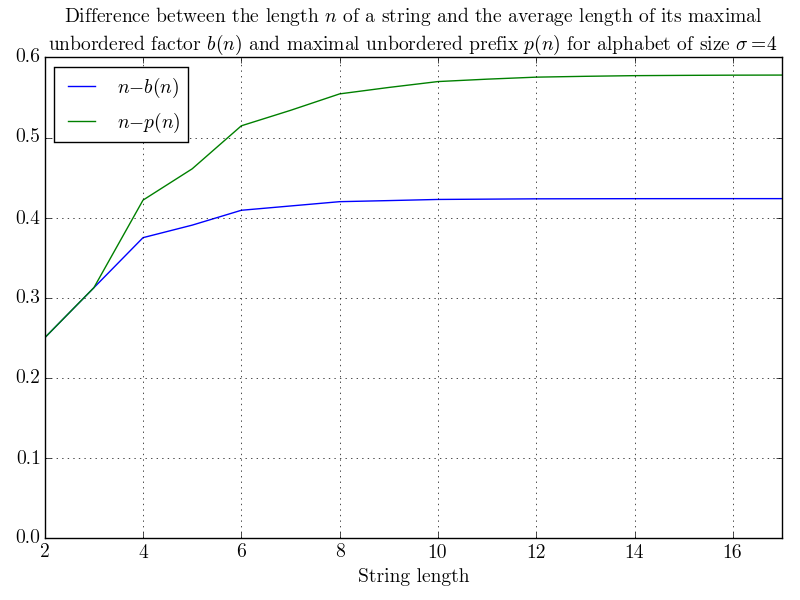 Difference between the length n of a string and the average length of its maximal
unbordered factor b(n) and maximal unbordered prefix p(n) for alphabet of size σ=4
0.6
n−b(n)
n−p(n)
0.5
0.4
0.3
0.2
0.1
0.0
2 4 6 8 10 12 14 16
String length